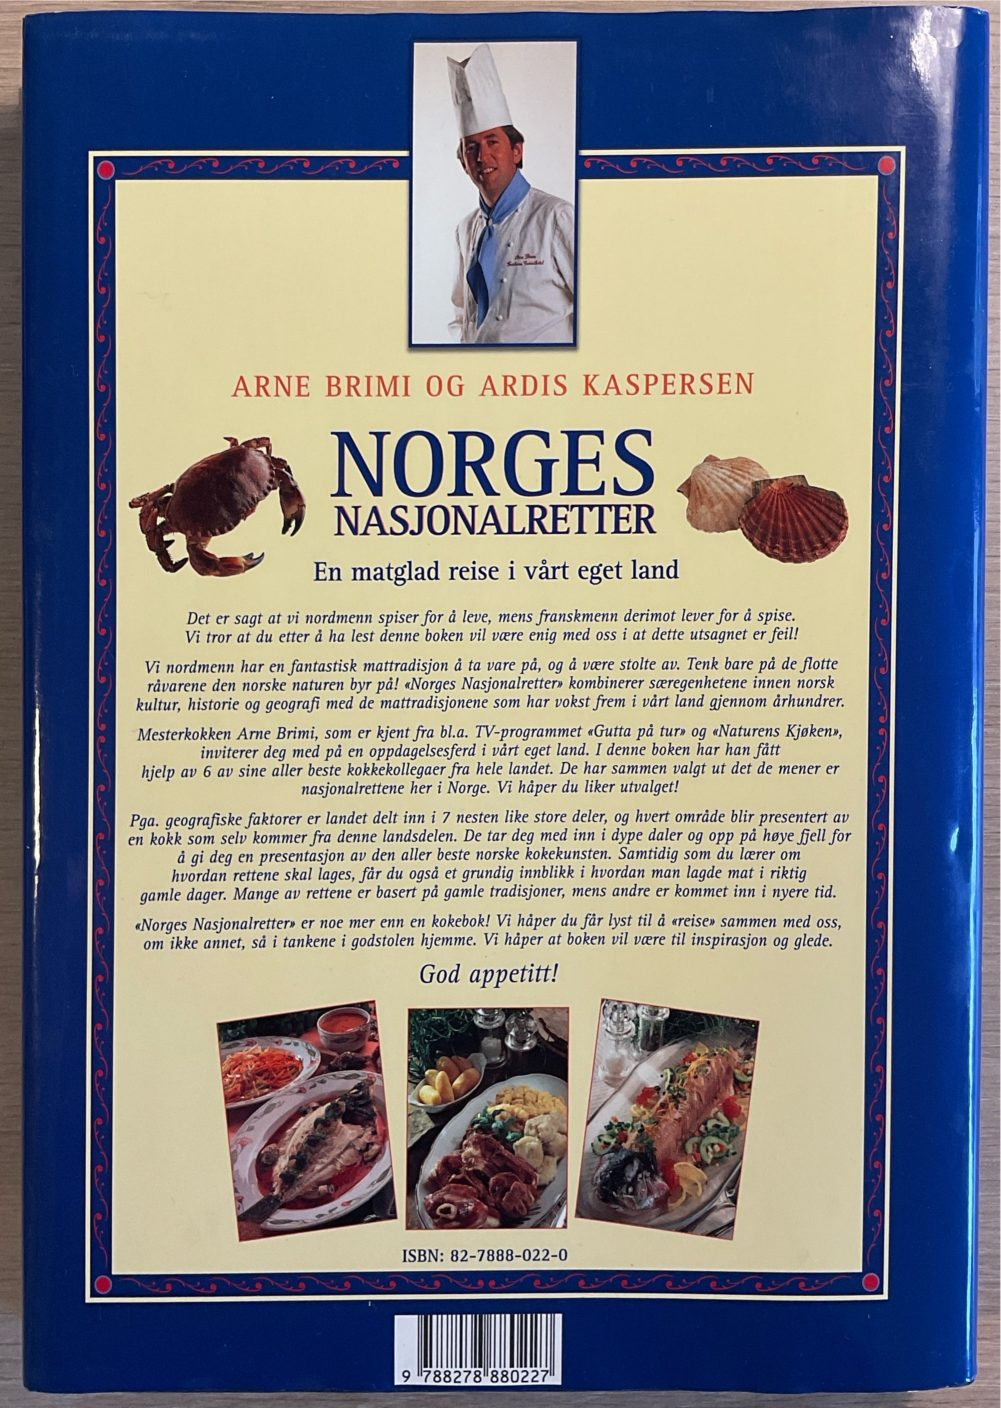 ARNE BRIMI OG ARDIS KASPERSEN
NORGES
NASJONALRETTER
En matglad reise i vårt eget land
Det er sagt at vi nordmenn spiser for å leve, mens franskmenn derimot lever for å spise.
Vi tror at du etter å ha lest denne boken vil være enig med oss i at dette utsagnet er feil!
Vi nordmenn har en fantastisk mattradisjon å ta vare på, og å være stolte av. Tenk bare på de flotte
råvarene den norske naturen byr på! «Norges Nasjonalretter» kombinerer særegenhetene innen norsk
kultur, historie og geografi med de mattradisjonene som har vokst frem i vårt land gjennom århundrer.
Mesterkokken Arne Brimi, som er kjent fra bl.a. TV-programmet «Gutta på tur» og «Naturens Kjøken»,
inviterer deg med på en oppdagelsesferd i vårt eget land. I denne boken har han fått
hjelp av 6 av sine aller beste kokkekollegaer fra hele landet. De har sammen valgt ut det de mener er
nasjonalrettene her i Norge. Vi håper du liker utvalget!
Pga. geografiske faktorer er landet delt inn i 7 nesten like store deler, og hvert område blir presentert av
en kokk som selv kommer fra denne landsdelen. De tar deg med inn i dype daler og opp på høye fjell for
å gi deg en presentasjon av den aller beste norske kokekunsten. Samtidig som du lærer om
hvordan rettene skal lages, får du også et grundig innblikk i hvordan man lagde mat i riktig
gamle dager. Mange av rettene er basert på gamle tradisjoner, mens andre er kommet inn i nyere tid.
«Norges Nasjonalretter» er noe mer enn en kokebok! Vi håper du får lyst til å «reise» sammen med oss,
om ikke annet, så i tankene i godstolen hjemme. Vi håper at boken vil være til inspirasjon og glede.
God appetitt!
ISBN: 82-7888-022-0
9 788278 880227